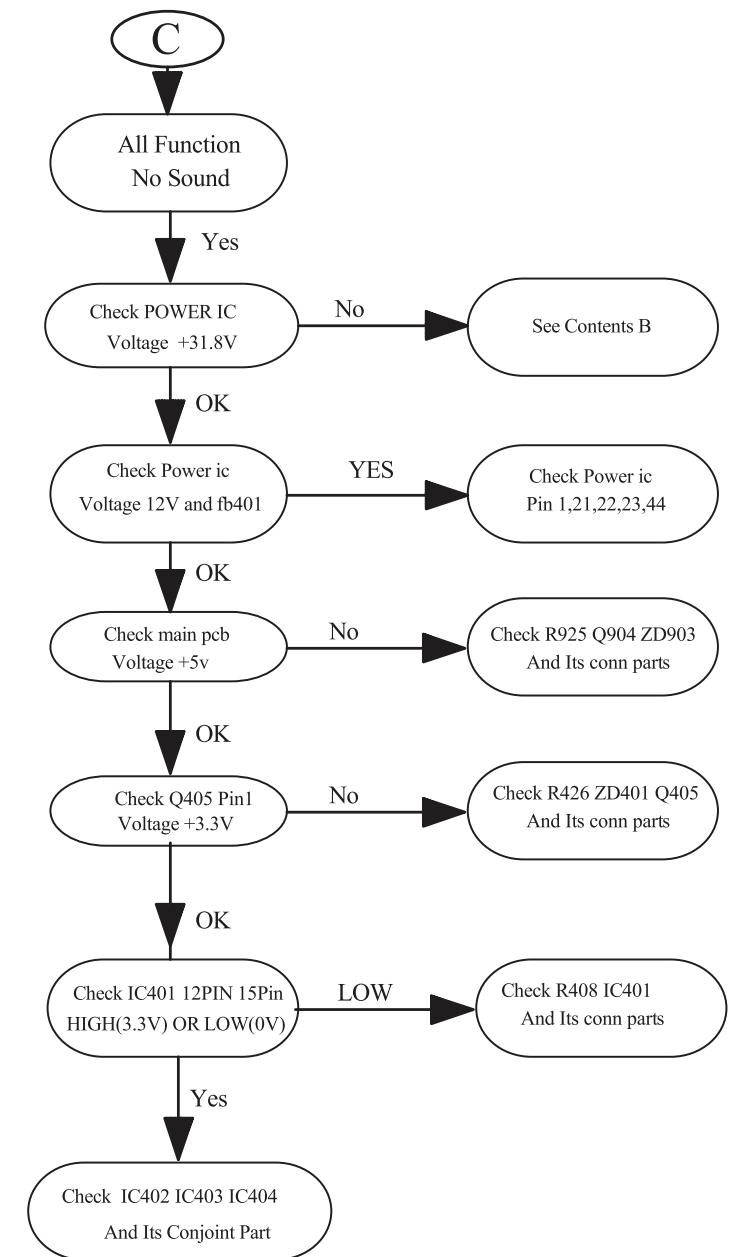 C
All Function
No Sound
Yes
Check POWER IC
Voltage +31.8V
No
See Contents B
OK
Check Power ic
Voltage 12V and fb401
YES
Check Power ic
Pin 1,21,22,23,44
OK
Check main pcb
Voltage +5v
No
Check R925 Q904 ZD903
And Its conn parts
OK
Check Q405 Pin1
Voltage +3.3V
No
Check R426 ZD401 Q405
And Its conn parts
OK
Check IC401 12PIN 15Pin
HIGH(3.3V) OR LOW(0V)
LOW
Check R408 IC401
And Its conn parts
Yes
Check IC402 IC403 IC404
And Its Conjoint Part